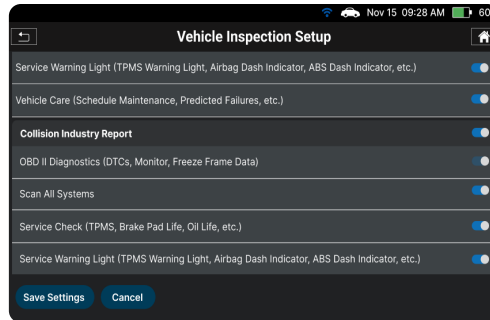 Nov 15 09:28 AM 60
Vehicle Inspection Setup
Service Warning Light (TPMS Warning Light, Airbag Dash Indicator, ABS Dash Indicator, etc.)
Vehicle Care (Schedule Maintenance, Predicted Failures, etc.)
Collision Industry Report
OBD II Diagnostics (DTCs, Monitor, Freeze Frame Data)
Scan All Systems
Service Check (TPMS, Brake Pad Life, Oil Life, etc.)
Service Warning Light (TPMS Warning Light, Airbag Dash Indicator, ABS Dash Indicator, etc.)
Save Settings Cancel